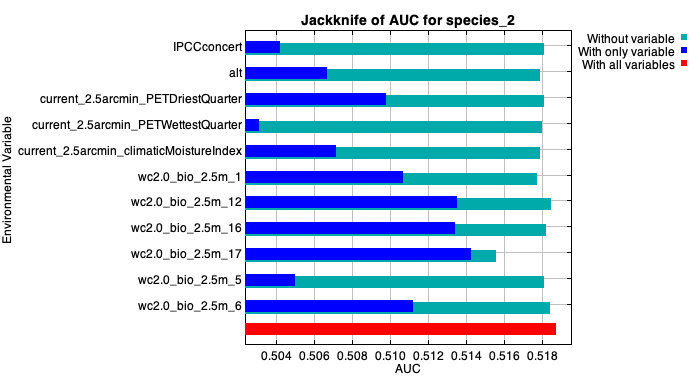 Jackknife of AUC for species_2
Without variable
With only variable
With all variables
Environmental Variable
IPCCconcert
alt
current_2.5arcmin_PETDriestQuarter
current_2.5arcmin_PETWettestQuarter
current_2.5arcmin_climaticMoistureIndex
wc2.0_bio_2.5m_1
wc2.0_bio_2.5m_12
wc2.0_bio_2.5m_16
wc2.0_bio_2.5m_17
wc2.0_bio_2.5m_5
wc2.0_bio_2.5m_6
0.504 0.506 0.508 0.510 0.512 0.514 0.516 0.518
AUC